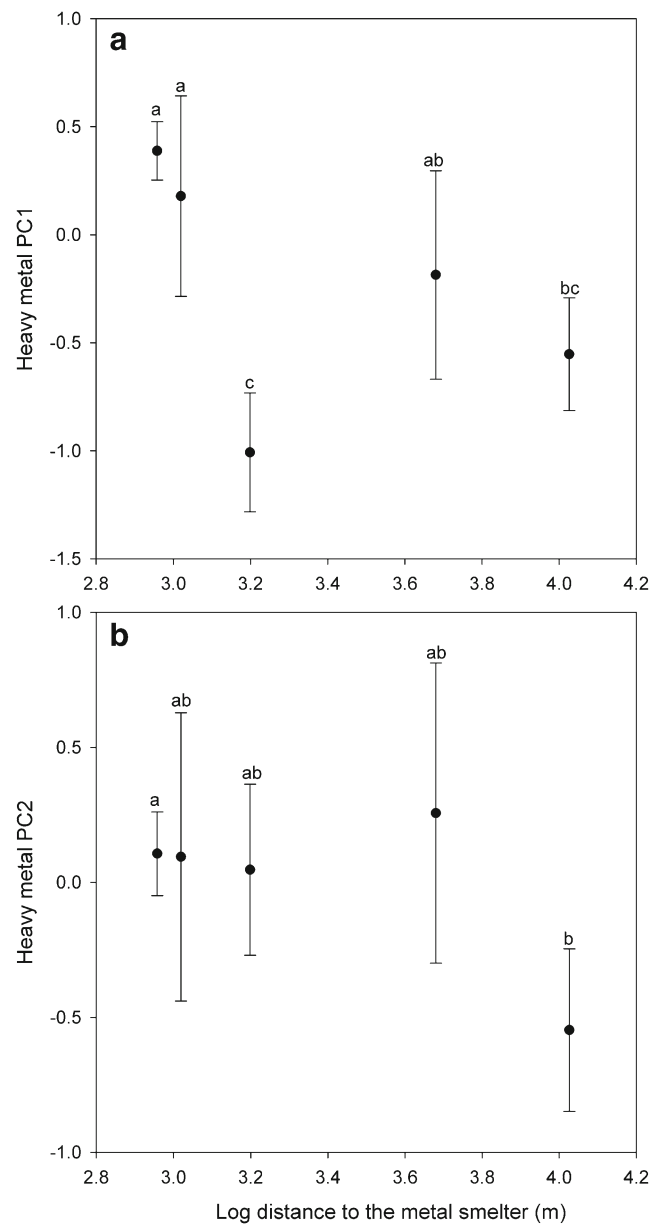 a
1.0
0.5
0.0
-0.5
-1.0
-1.5
Heavy metal PC1
a
a
c
ab
bc
2.8 3.0 3.2 3.4 3.6 3.8 4.0 4.2
b
1.0
0.5
0.0
-0.5
-1.0
Heavy metal PC2
a
ab
ab
ab
b
2.8 3.0 3.2 3.4 3.6 3.8 4.0 4.2
Log distance to the metal smelter (m)